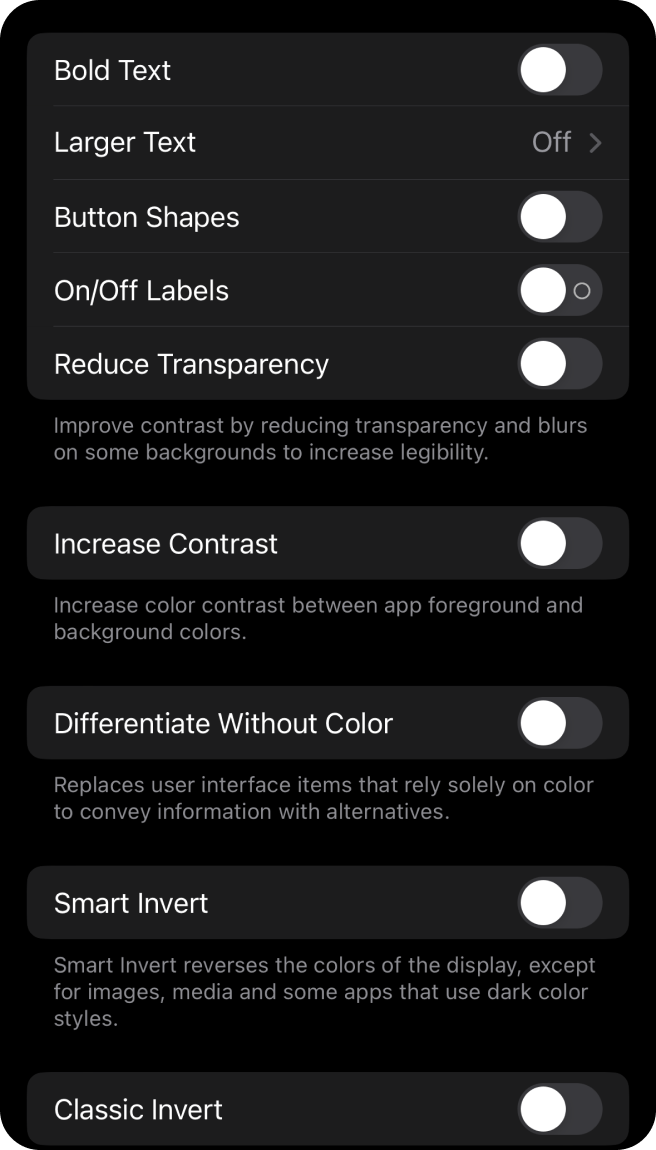 Bold Text
Larger Text Off
Button Shapes
On/Off Labels
Reduce Transparency
Improve contrast by reducing transparency and blurs
on some backgrounds to increase legibility.
Increase Contrast
Increase color contrast between app foreground and
background colors.
Differentiate Without Color
Replaces user interface items that rely solely on color
to convey information with alternatives.
Smart Invert
Smart Invert reverses the colors of the display, except
for images, media and some apps that use dark color
styles.
Classic Invert